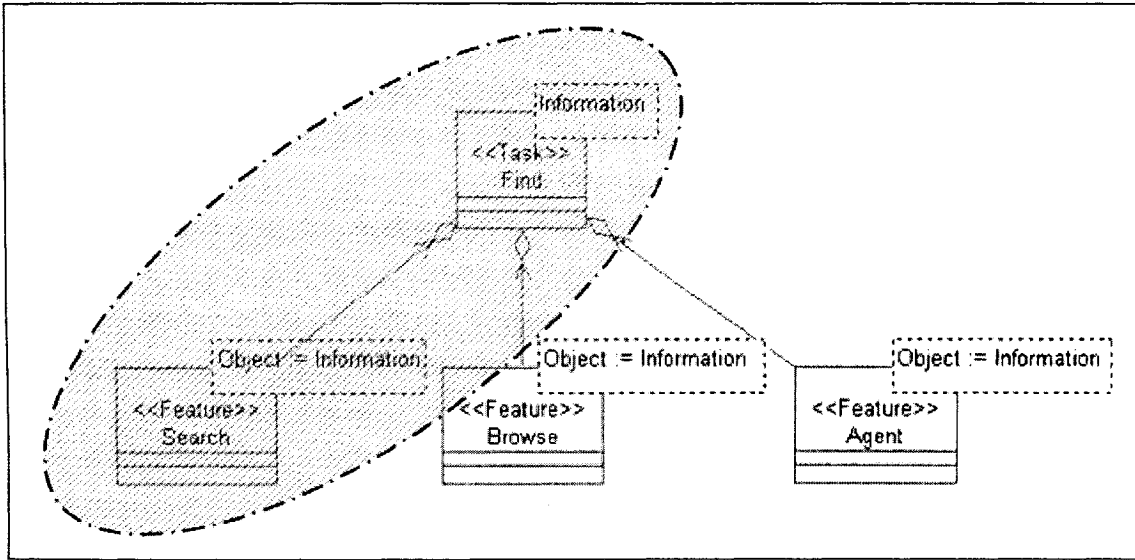 Information
<<Task>>
Find
Object := Information
Object := Information
Object := Information
<<Feature>>
Search
<<Feature>>
Browse
<<Feature>>
Agent